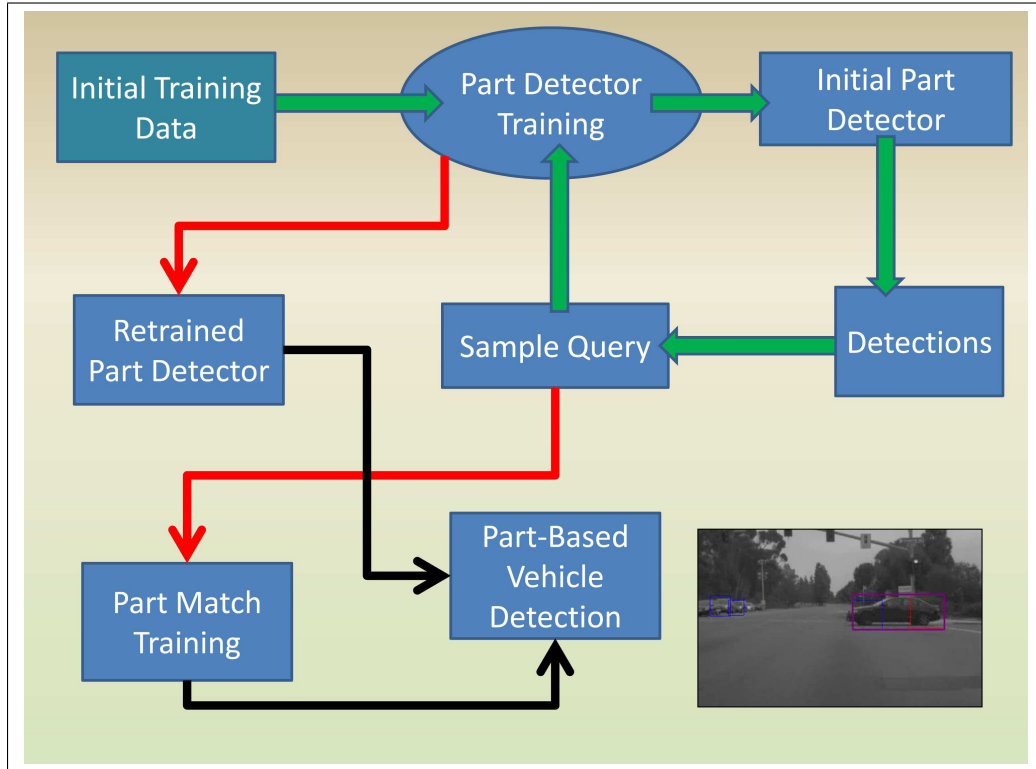 Initial Training
Data
Part Detector
Training
Initial Part
Detector
Retrained
Part Detector
Sample Query
Detections
Part-Based
Vehicle
Detection
Part Match
Training